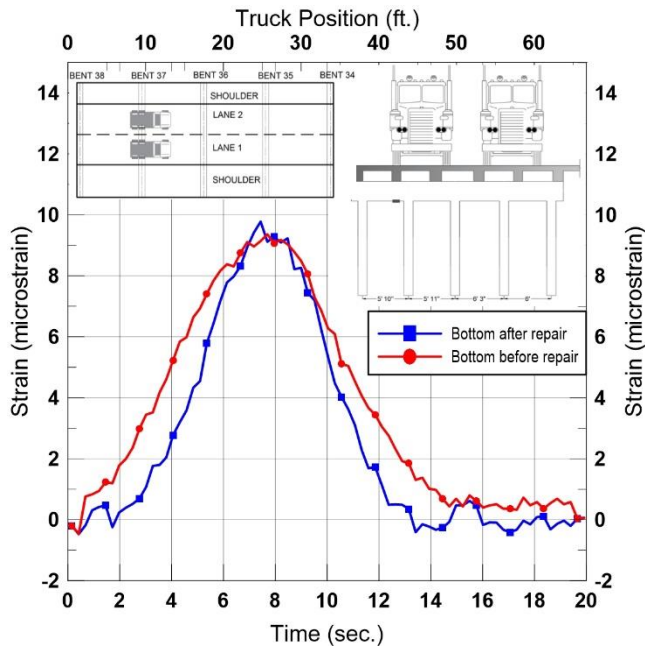 Truck Position (ft.)
0 10 20 30 40 50 60
BENT 38 BENT 37 BENT 36 BENT 35 BENT 34
SHOULDER
LANE 2
LANE 1
SHOULDER
5' 10" 5' 11" 6' 3" 6'
Bottom after repair
Bottom before repair
Strain (microstrain)
14
12
10
8
6
4
2
0
-2
Strain (microstrain)
14
12
10
8
6
4
2
0
-2
0 2 4 6 8 10 12 14 16 18 20
Time (sec.)